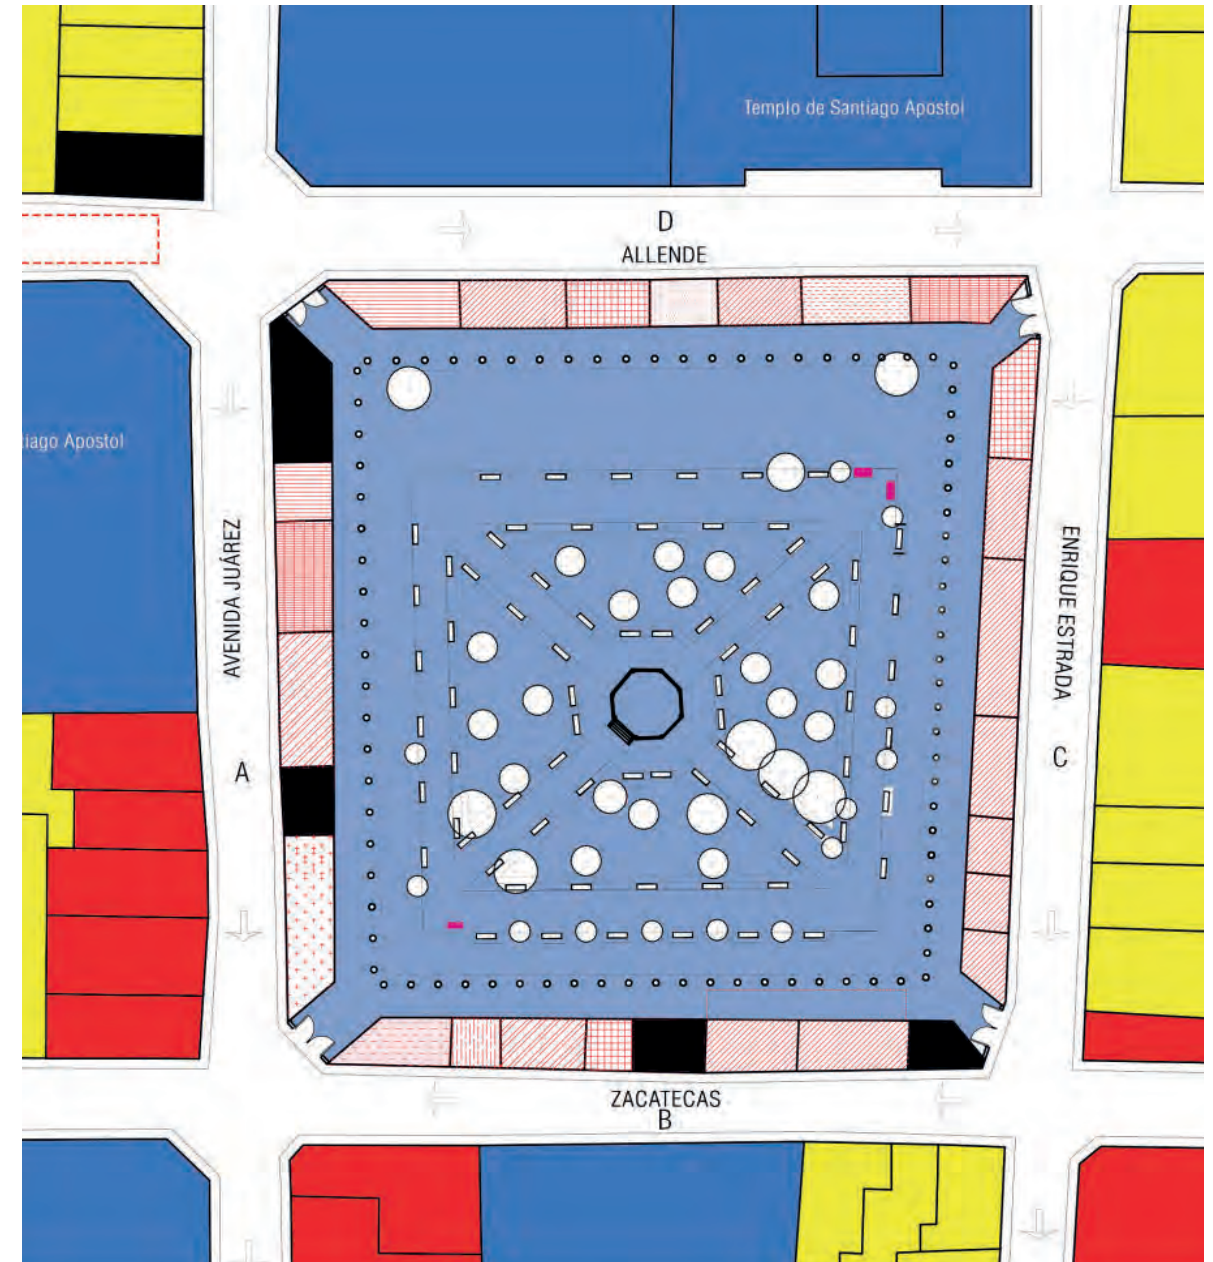 Templo de Santiago Apostol
D
ALLENDE
tiago Apostol
AVENIDA JUÁREZ
ENRIQUE ESTRADA
A
C
ZACATECAS
B